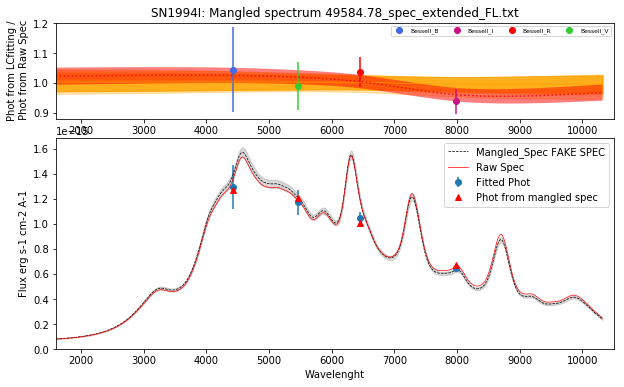 SN1994I: Mangled spectrum 49584.78_spec_extended_FL.txt
Phot from LCfitting /
Phot from Raw Spec
1.2
1.1
1.0
0.9
Bessell_B
Bessell_I
Bessell_R
Bessell_V
2000 3000 4000 5000 6000 7000 8000 9000 10000
Flux erg s-1 cm-2 A-1
1.6
1.4
1.2
1.0
0.8
0.6
0.4
0.2
0.0
Mangled_Spec FAKE SPEC
Raw Spec
Fitted Phot
Phot from mangled spec
2000 3000 4000 5000 6000 7000 8000 9000 10000
Wavelenght